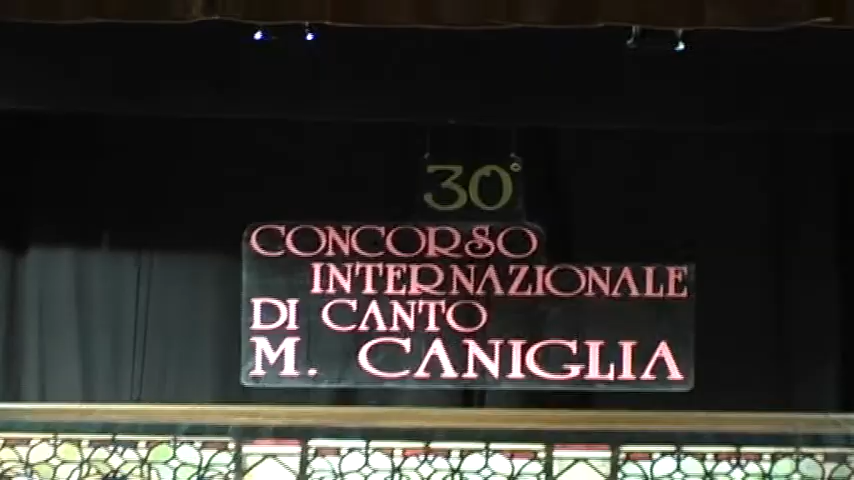 30°
CONCORSO
INTERNAZIONALE
DI CANTO
M. CANIGLIA